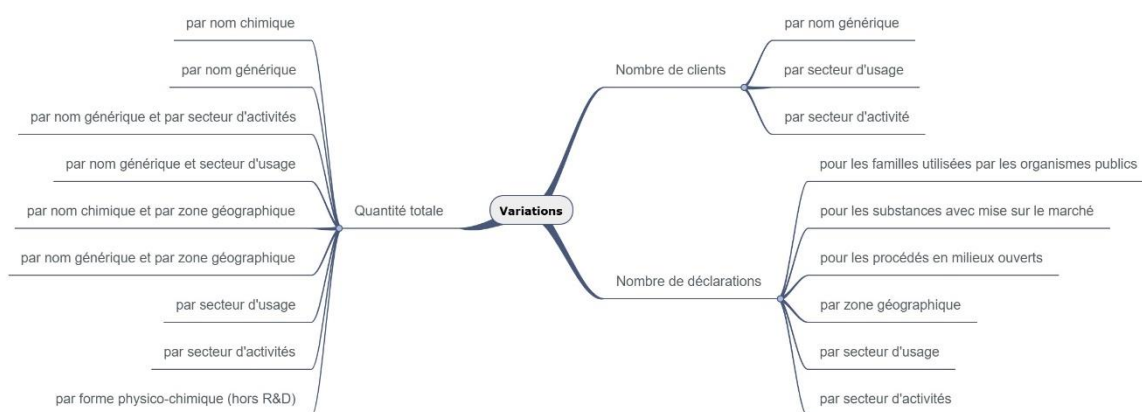 par nom chimique
par nom générique
par nom générique et par secteur d'activités
par nom générique et secteur d'usage
par nom chimique et par zone géographique
par nom générique et par zone géographique
par secteur d'usage
par secteur d'activités
par forme physico-chimique (hors R&D)
Quantité totale
Variations
Nombre de clients
par nom générique
par secteur d'usage
par secteur d'activité
Nombre de déclarations
pour les familles utilisées par les organismes publics
pour les substances avec mise sur le marché
pour les procédés en milieux ouverts
par zone géographique
par secteur d'usage
par secteur d'activités